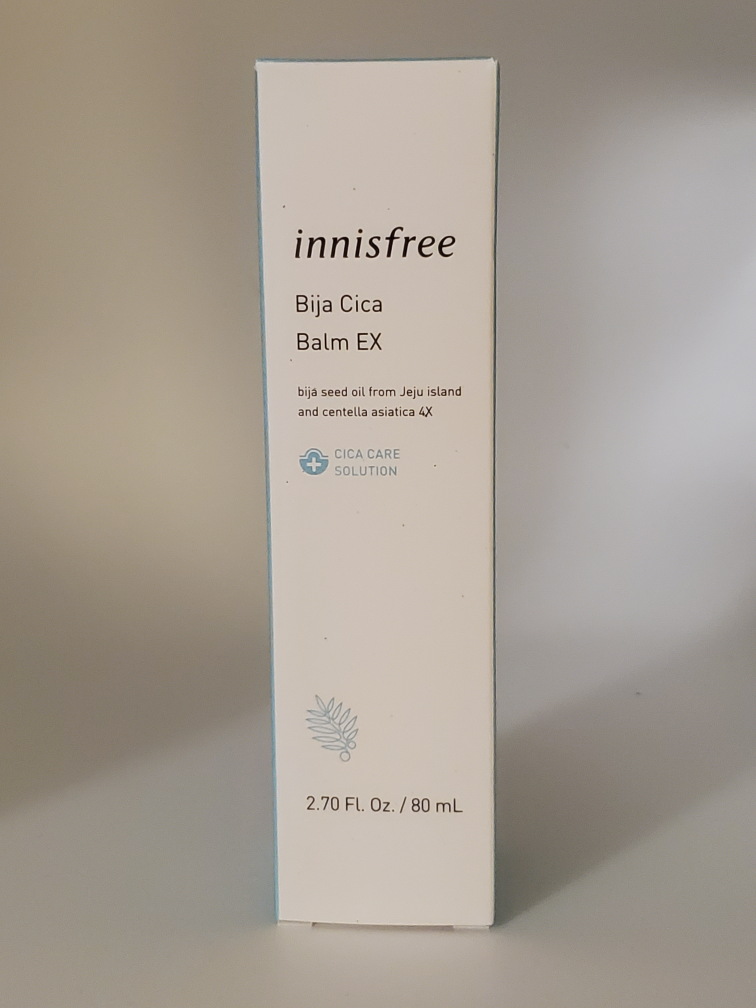 innisfree
Bija Cica
Balm EX
bija seed oil from Jeju island
and centella asiatica 4X
CICA CARE
SOLUTION
2.70 Fl. Oz. / 80 mL